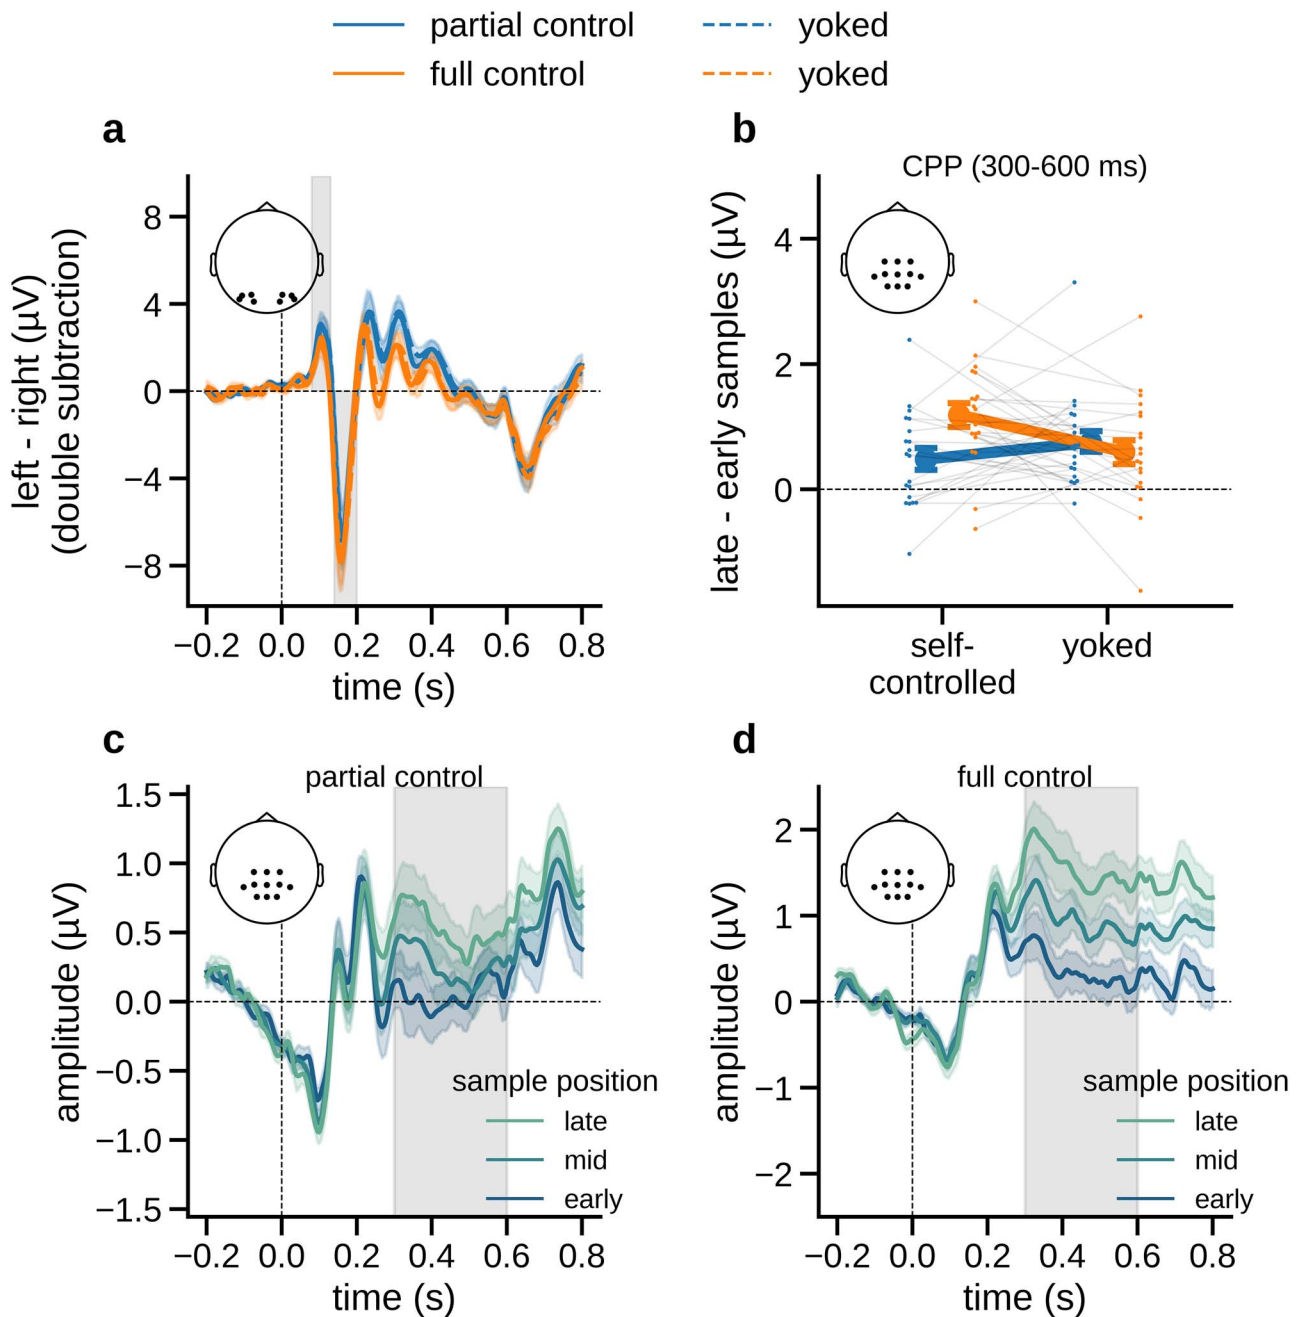 partial control
yoked
full control
yoked
a
left - right (µV)
(double subtraction)
8
4
0
−4
−8
−0.2 0.0 0.2 0.4 0.6 0.8
time (s)
b
CPP (300-600 ms)
late - early samples (µV)
4
2
0
self-
controlled
yoked
c
partial control
amplitude (µV)
1.5
1.0
0.5
0.0
−0.5
−1.0
−1.5
sample position
late
mid
early
−0.2 0.0 0.2 0.4 0.6 0.8
time (s)
d
full control
amplitude (µV)
2
1
0
−1
−2
sample position
late
mid
early
−0.2 0.0 0.2 0.4 0.6 0.8
time (s)